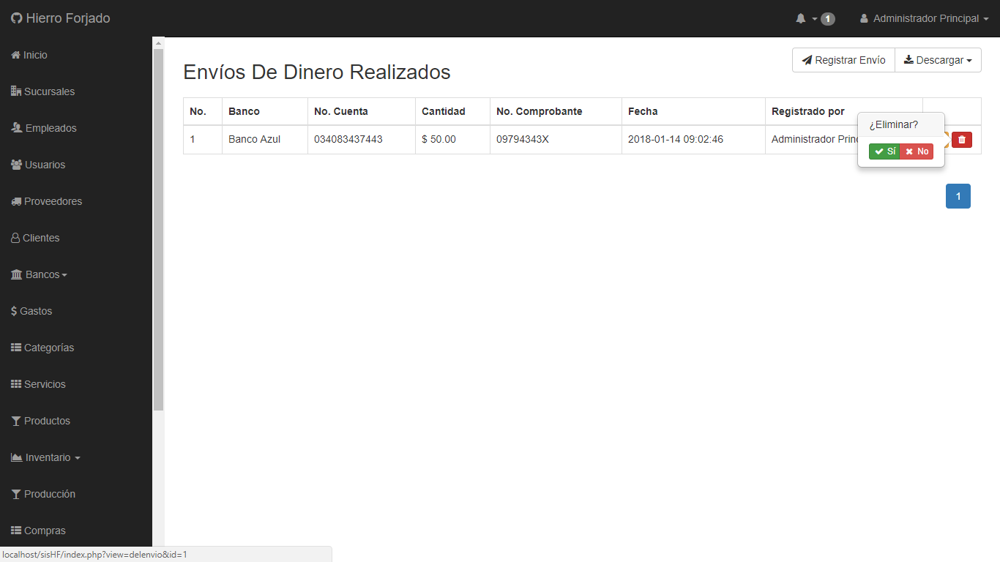 Hierro Forjado
1
Administrador Principal
Inicio
Sucursales
Empleados
Usuarios
Proveedores
Clientes
Bancos
$ Gastos
Categorías
Servicios
Productos
Inventario
Producción
Compras
Envíos De Dinero Realizados
Registrar Envío
Descargar
No. Banco No. Cuenta Cantidad No. Comprobante Fecha Registrado por
1 Banco Azul 034083437443 $ 50.00 09794343X 2018-01-14 09:02:46 Administrador Princ
¿Eliminar?
Sí No
1
localhost/sisHF/index.php?view=delenvio&id=1